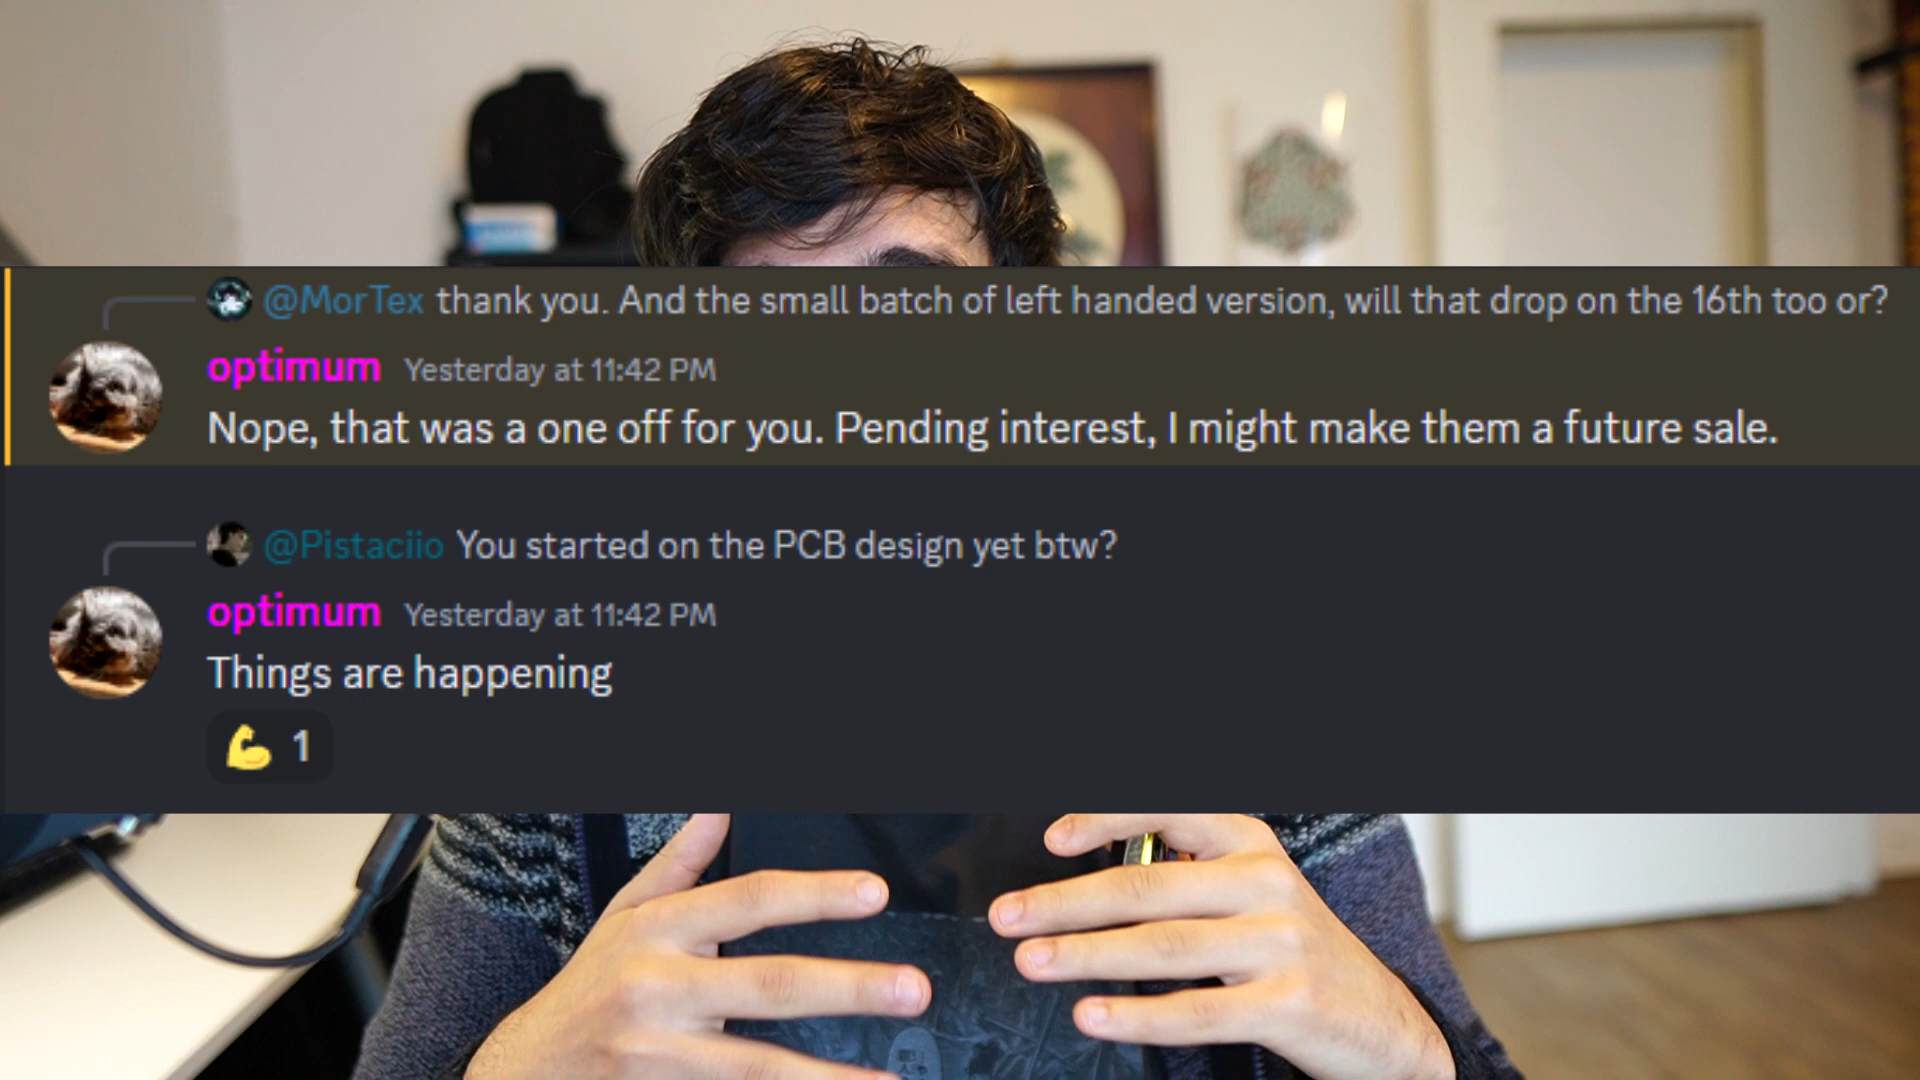 @MorTex thank you. And the small batch of left handed version, will that drop on the 16th too or?
optimum Yesterday at 11:42 PM
Nope, that was a one off for you. Pending interest, I might make them a future sale.
@Pistaciio You started on the PCB design yet btw?
optimum Yesterday at 11:42 PM
Things are happening
💪 1